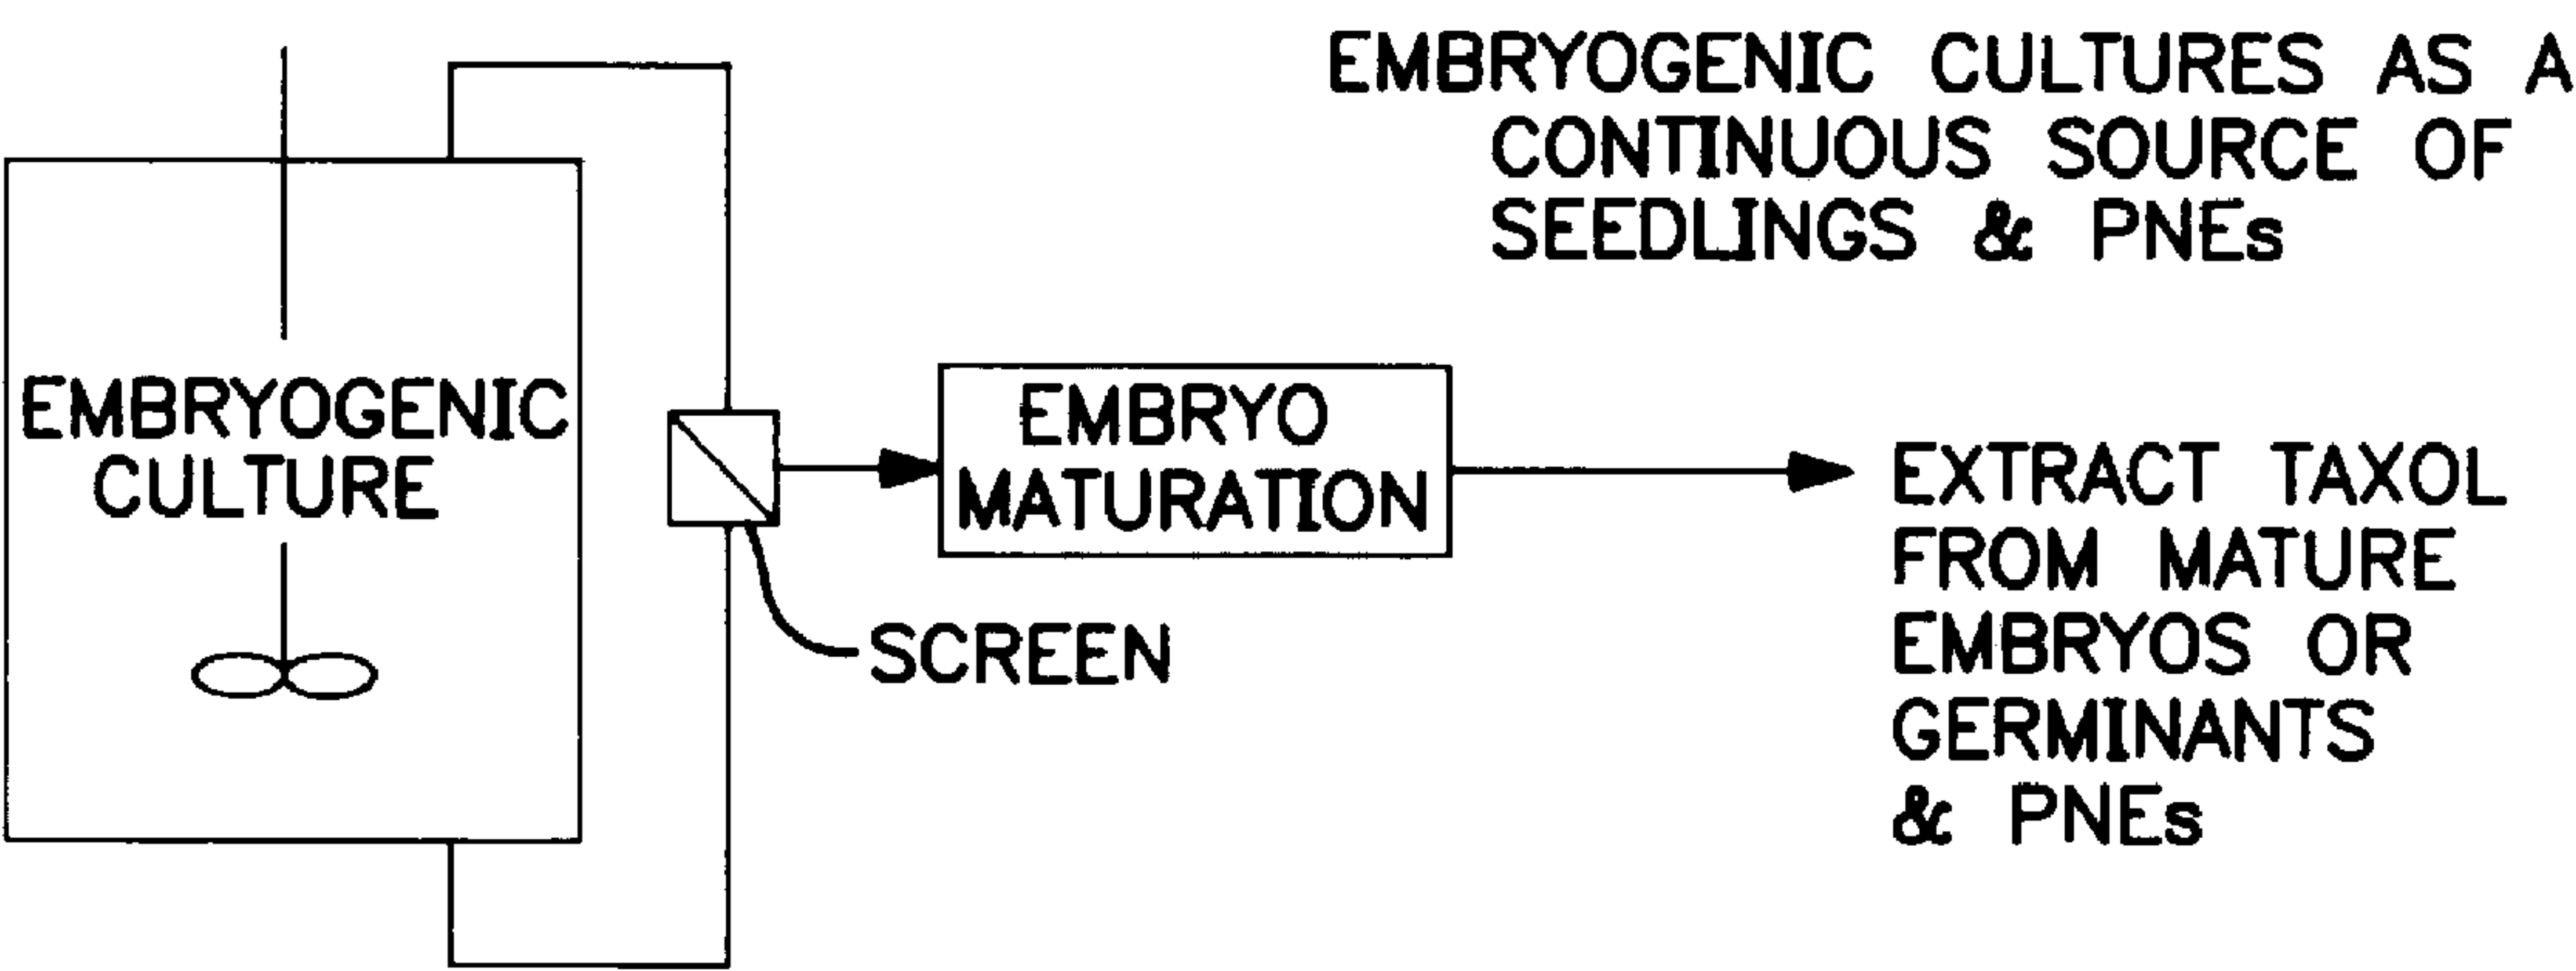 EMBRYOGENIC CULTURES AS A
CONTINUOUS SOURCE OF
SEEDLINGS & PNEs
EMBRYOGENIC
CULTURE
SCREEN
EMBRYO
MATURATION
EXTRACT TAXOL
FROM MATURE
EMBRYOS OR
GERMINANTS
& PNEs